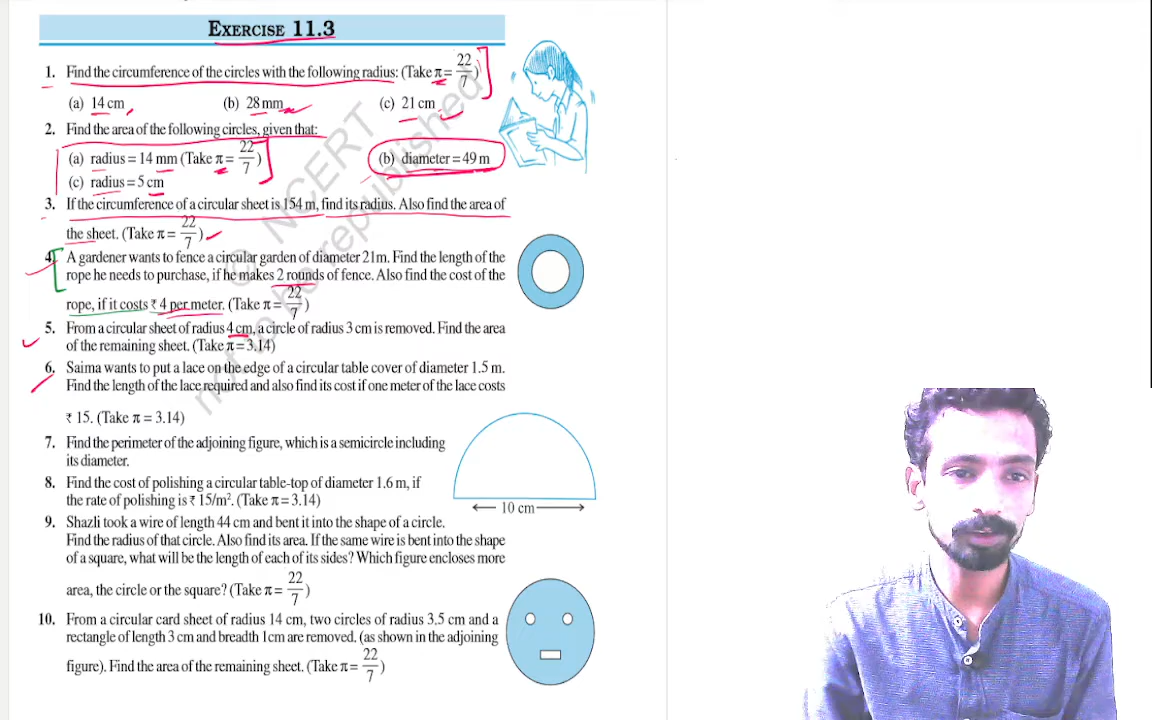 EXERCISE 11.3
1. Find the circumference of the circles with the following radius: (Take π = 22/7)
(a) 14 cm (b) 28 mm (c) 21 cm
2. Find the area of the following circles, given that:
(a) radius = 14 mm (Take π = 22/7) (b) diameter = 49 m
(c) radius = 5 cm
3. If the circumference of a circular sheet is 154 m, find its radius. Also find the area of
the sheet. (Take π = 22/7)
4. A gardener wants to fence a circular garden of diameter 21m. Find the length of the
rope he needs to purchase, if he makes 2 rounds of fence. Also find the cost of the
rope, if it costs ₹ 4 per meter. (Take π = 22/7)
5. From a circular sheet of radius 4 cm, a circle of radius 3 cm is removed. Find the area
of the remaining sheet. (Take π = 3.14)
6. Saima wants to put a lace on the edge of a circular table cover of diameter 1.5 m.
Find the length of the lace required and also find its cost if one meter of the lace costs
₹ 15. (Take π = 3.14)
7. Find the perimeter of the adjoining figure, which is a semicircle including
its diameter.
8. Find the cost of polishing a circular table-top of diameter 1.6 m, if
the rate of polishing is ₹ 15/m². (Take π = 3.14)
10 cm
9. Shazli took a wire of length 44 cm and bent it into the shape of a circle.
Find the radius of that circle. Also find its area. If the same wire is bent into the shape
of a square, what will be the length of each of its sides? Which figure encloses more
area, the circle or the square? (Take π = 22/7)
10. From a circular card sheet of radius 14 cm, two circles of radius 3.5 cm and a
rectangle of length 3 cm and breadth 1cm are removed. (as shown in the adjoining
figure). Find the area of the remaining sheet. (Take π = 22/7)
© NCERT
not to be republished